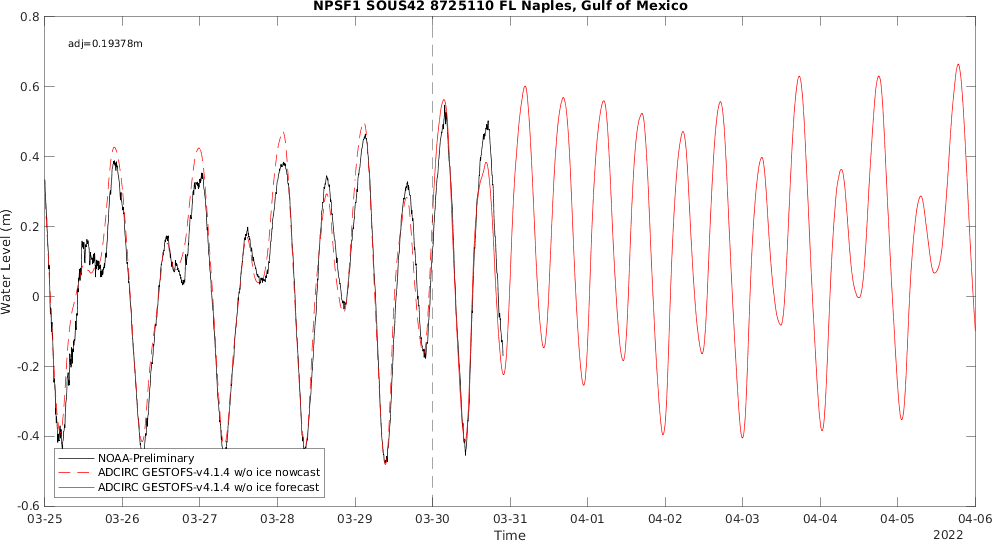 NPSF1 SOUS42 8725110 FL Naples, Gulf of Mexico
adj=0.19378m
0.8
0.6
0.4
0.2
0
-0.2
-0.4
-0.6
Water Level (m)
NOAA-Preliminary
ADCIRC GESTOFS-v4.1.4 w/o ice nowcast
ADCIRC GESTOFS-v4.1.4 w/o ice forecast
03-25 03-26 03-27 03-28 03-29 03-30 03-31 04-01 04-02 04-03 04-04 04-05 04-06
Time
2022